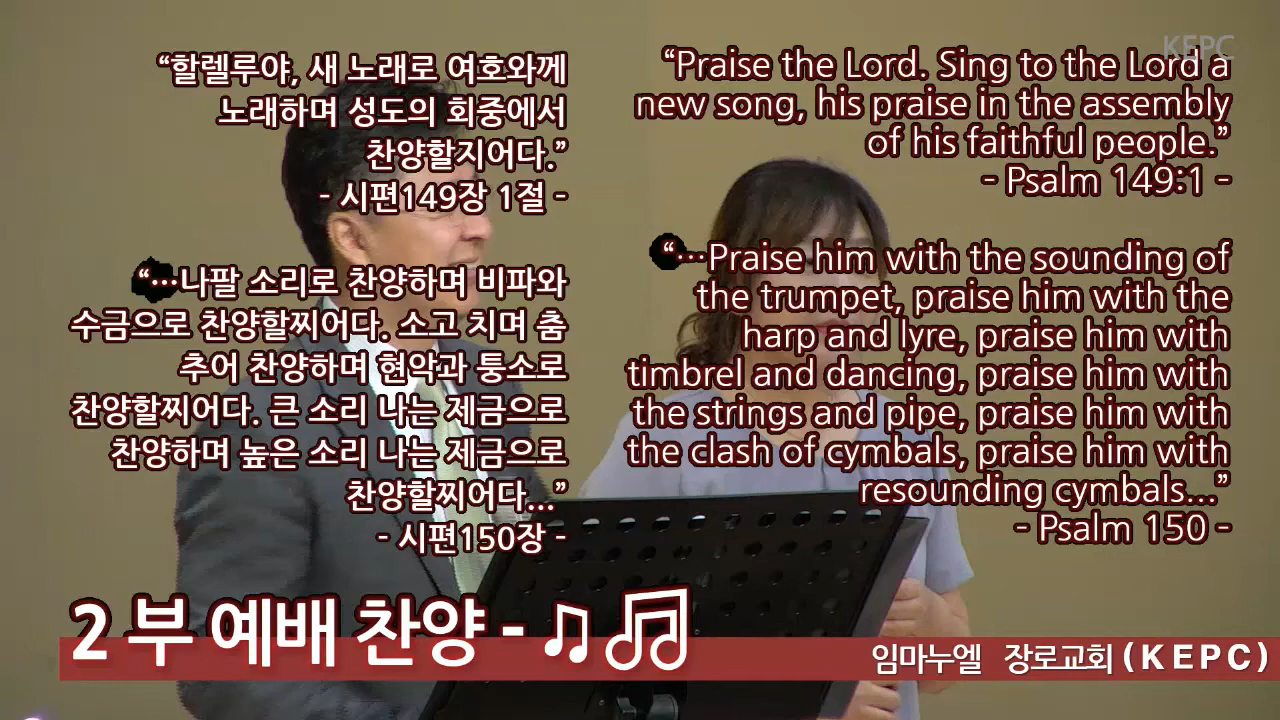 KEPC
“할렐루야, 새 노래로 여호와께
노래하며 성도의 회중에서
찬양할지어다.”
- 시편149장 1절 -
“…나팔 소리로 찬양하며 비파와
수금으로 찬양할찌어다. 소고 치며 춤
추어 찬양하며 현악과 퉁소로
찬양할찌어다. 큰 소리 나는 제금으로
찬양하며 높은 소리 나는 제금으로
찬양할찌어다...”
- 시편150장 -
“Praise the Lord. Sing to the Lord a
new song, his praise in the assembly
of his faithful people.”
- Psalm 149:1 -
“…Praise him with the sounding of
the trumpet, praise him with the
harp and lyre, praise him with
timbrel and dancing, praise him with
the strings and pipe, praise him with
the clash of cymbals, praise him with
resounding cymbals...”
- Psalm 150 -
2 부 예배 찬양 - ♫ 🎵
임마누엘 장로교회 (KEPC)